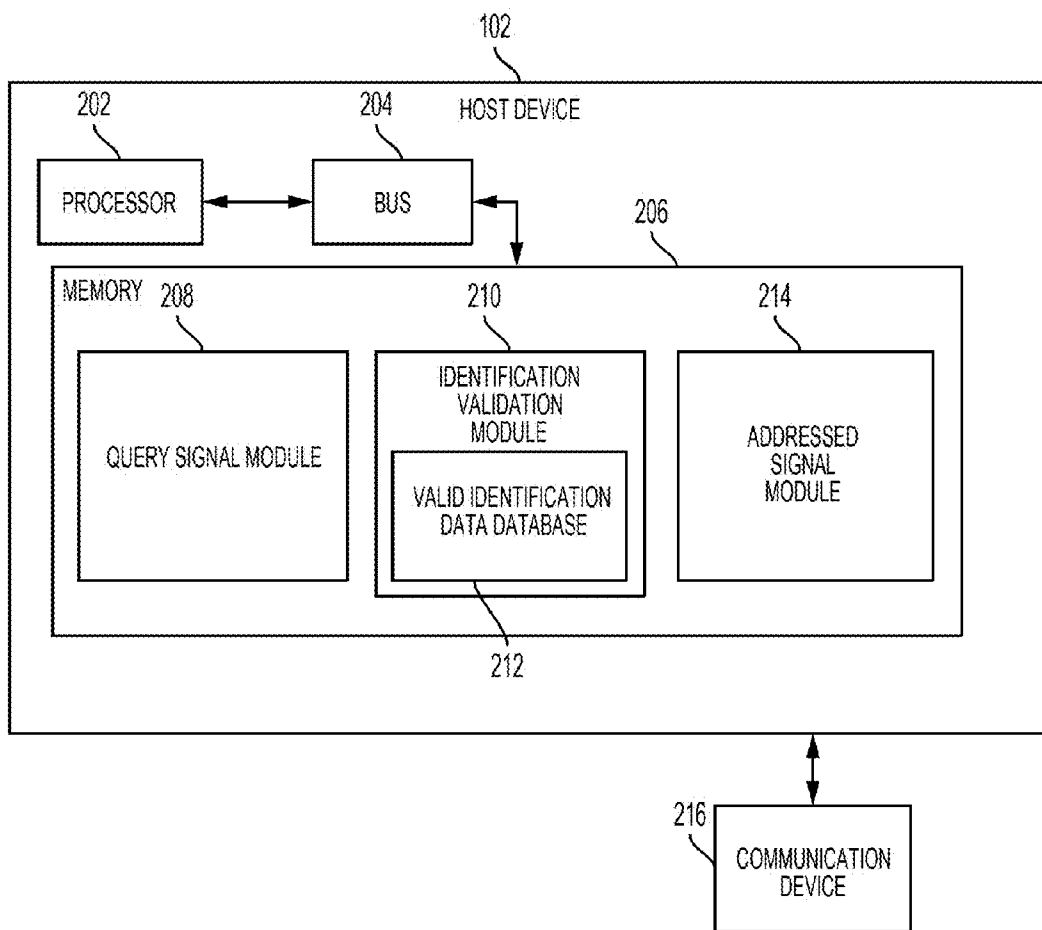 102
HOST DEVICE
202
204
PROCESSOR
BUS
206
MEMORY
208
210
214
QUERY SIGNAL MODULE
IDENTIFICATION
VALIDATION
MODULE
VALID IDENTIFICATION
DATA DATABASE
ADDRESSED
SIGNAL
MODULE
212
216
COMMUNICATION
DEVICE